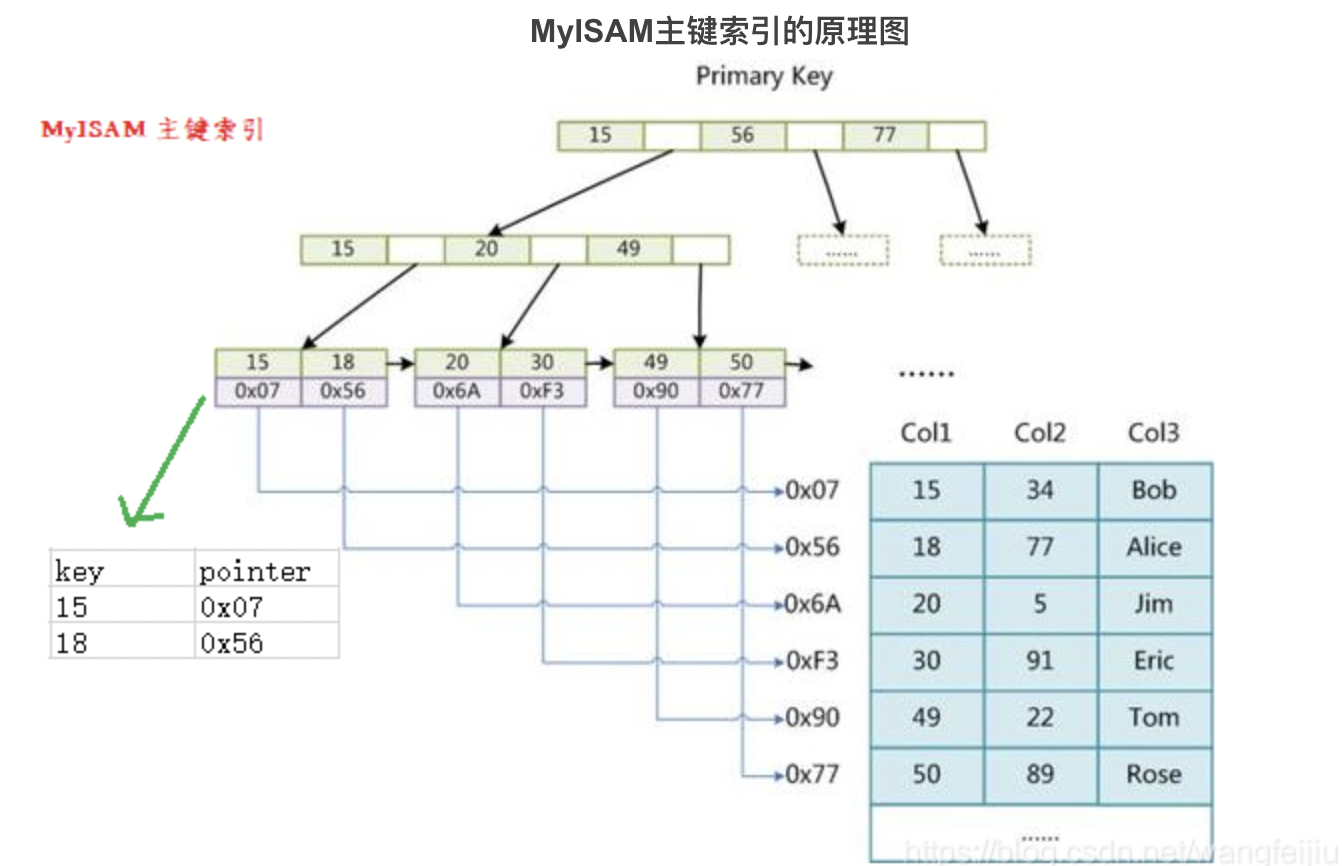 MyISAM主键索引的原理图
Primary Key
MyISAM 主键索引
15 56 77
15 20 49
...... ......
15 18 20 30 49 50
0x07 0x56 0x6A 0xF3 0x90 0x77
......
Col1 Col2 Col3
0x07 15 34 Bob
0x56 18 77 Alice
0x6A 20 5 Jim
0xF3 30 91 Eric
0x90 49 22 Tom
0x77 50 89 Rose
......
key pointer
15 0x07
18 0x56
https://blog.csdn.net/wangfeijiu